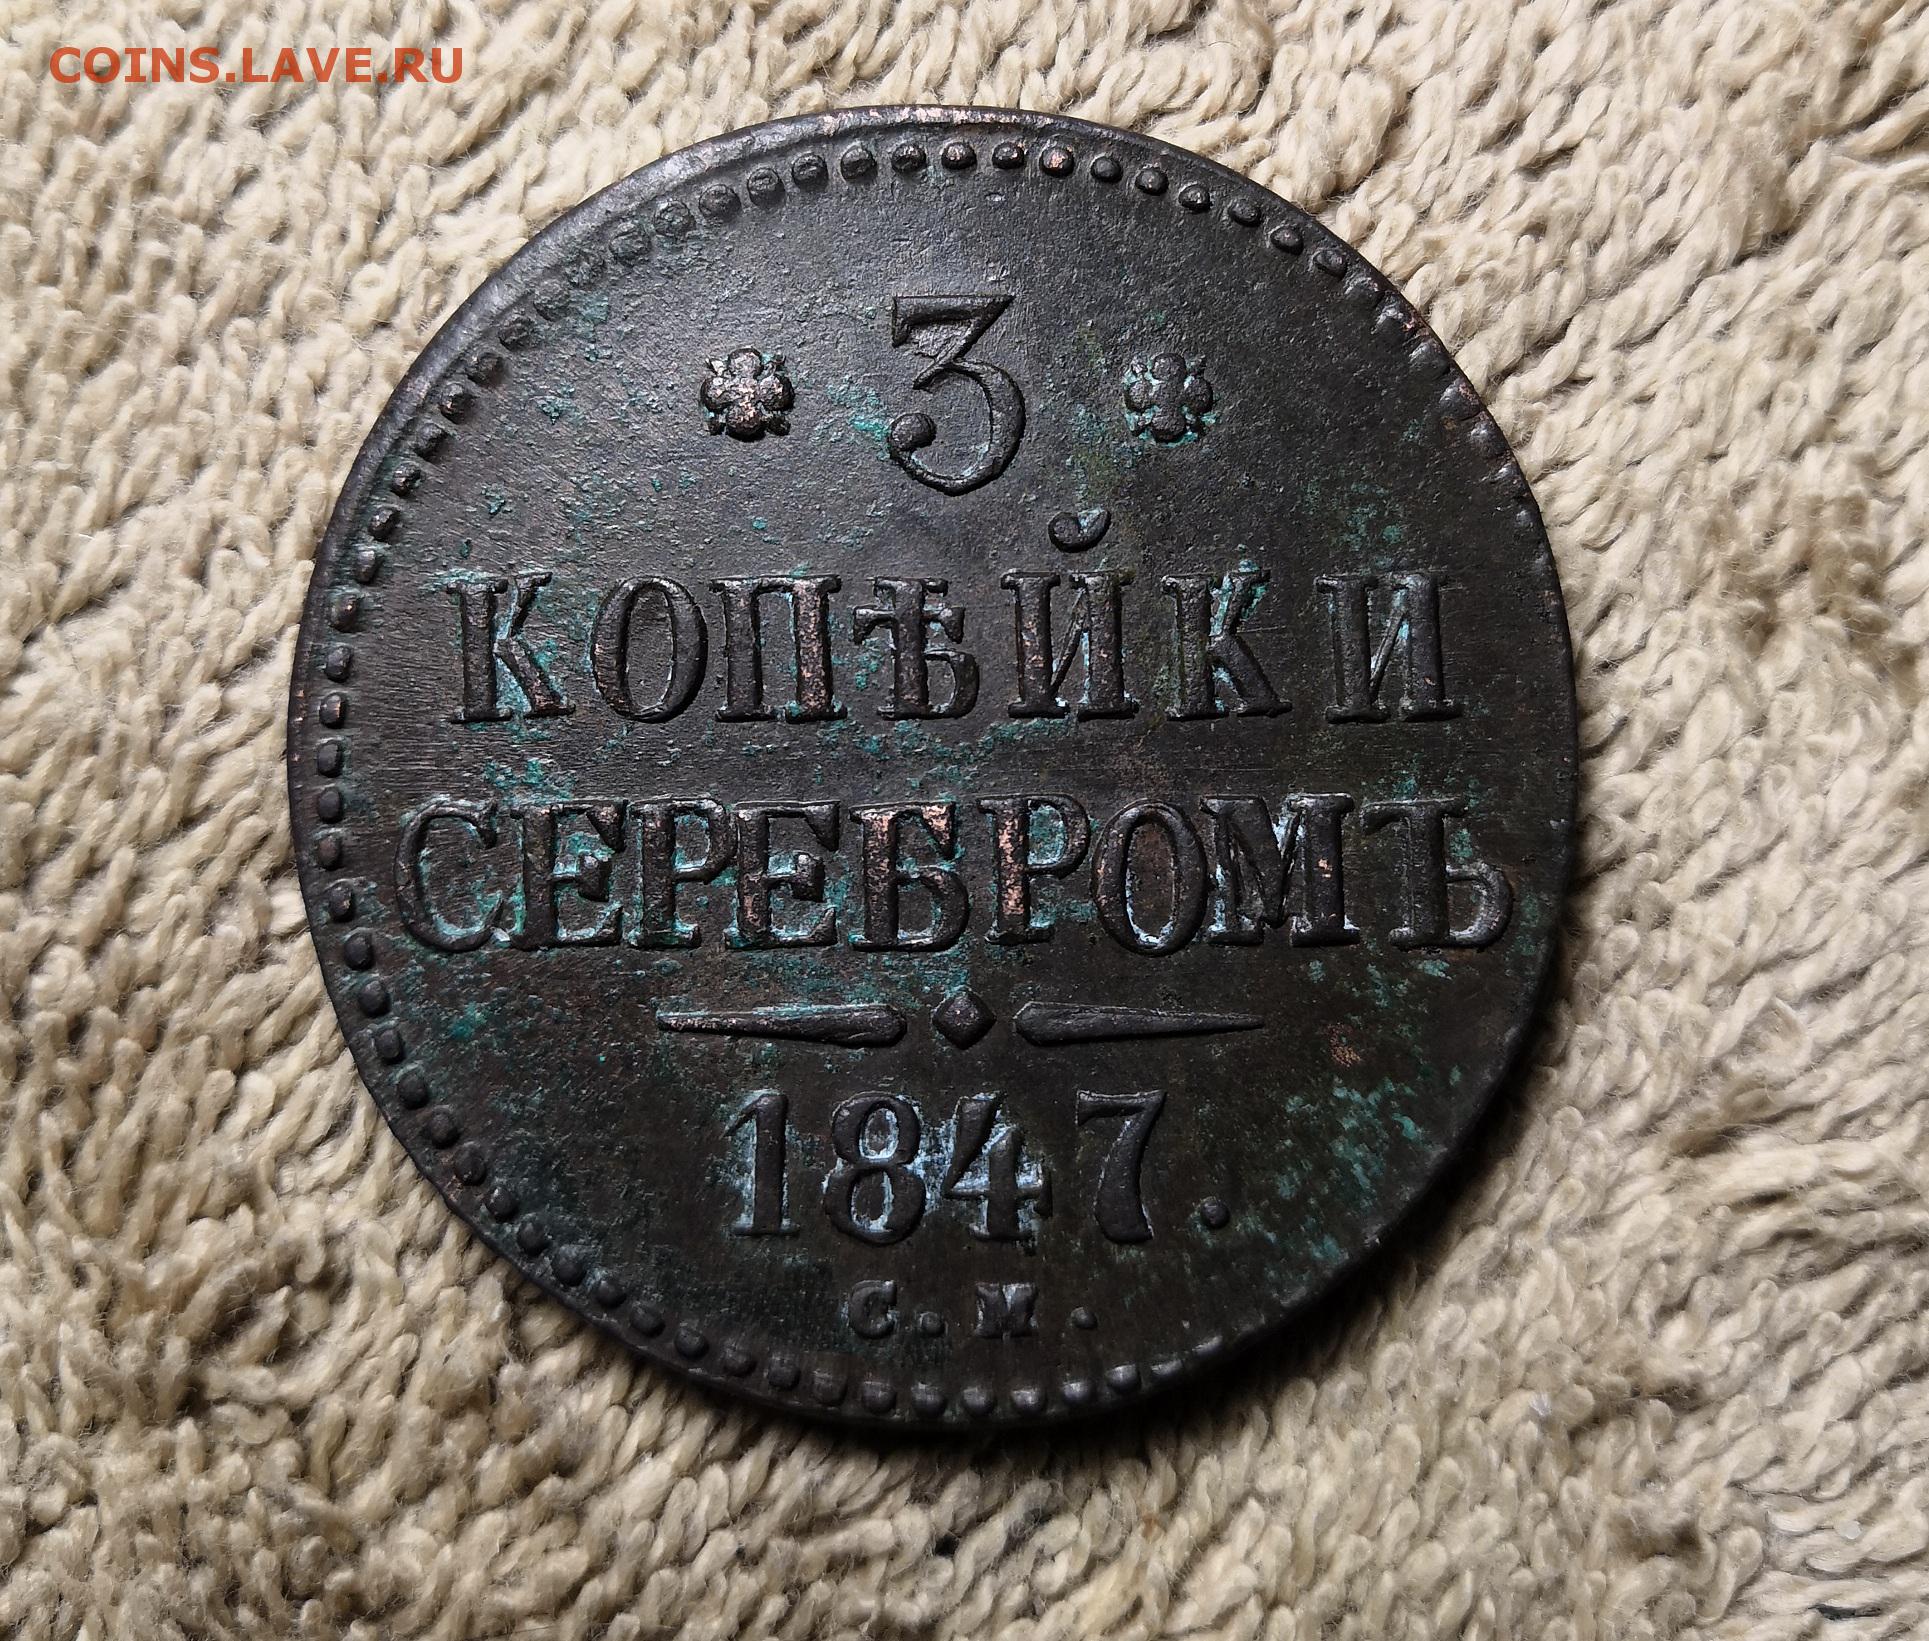 COINS.LAVE.RU
3
КОПѢЙКИ
СЕРЕБРОМЪ
1847.
С.М.